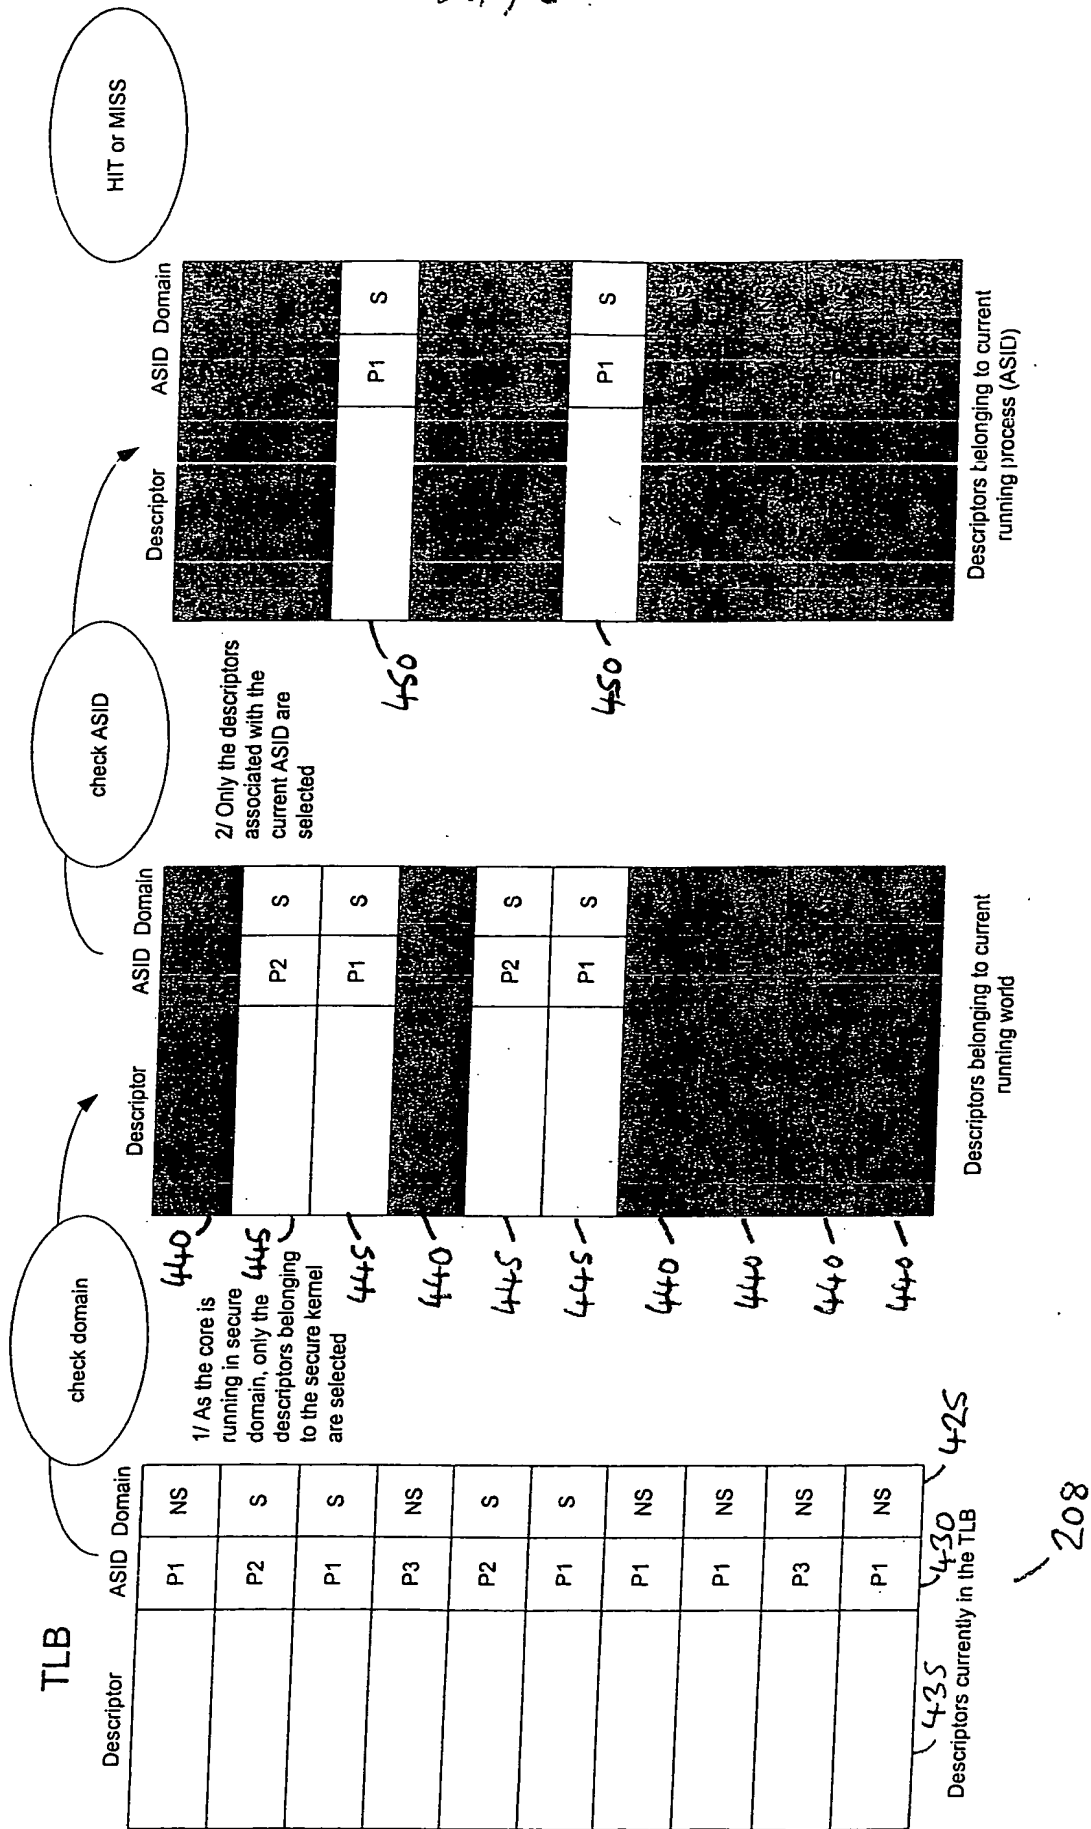 TLB
Descriptor ASID Domain
P1 NS
P2 S
P1 S
P3 NS
P2 S
P1 S
P1 NS
P1 NS
P3 NS
P1 NS
435 430 425
Descriptors currently in the TLB
208
check domain
1/ As the core is
running in secure
domain, only the
descriptors belonging
to the secure kernel
are selected
Descriptor ASID Domain
440
445 P2 S
445 P1 S
440
445 P2 S
445 P1 S
440
440
440
440
Descriptors belonging to current
running world
check ASID
2/ Only the descriptors
associated with the
current ASID are
selected
Descriptor ASID Domain
450 P1 S
450 P1 S
NS
NS
NS
NS
Descriptors belonging to current
running process (ASID)
HIT or MISS